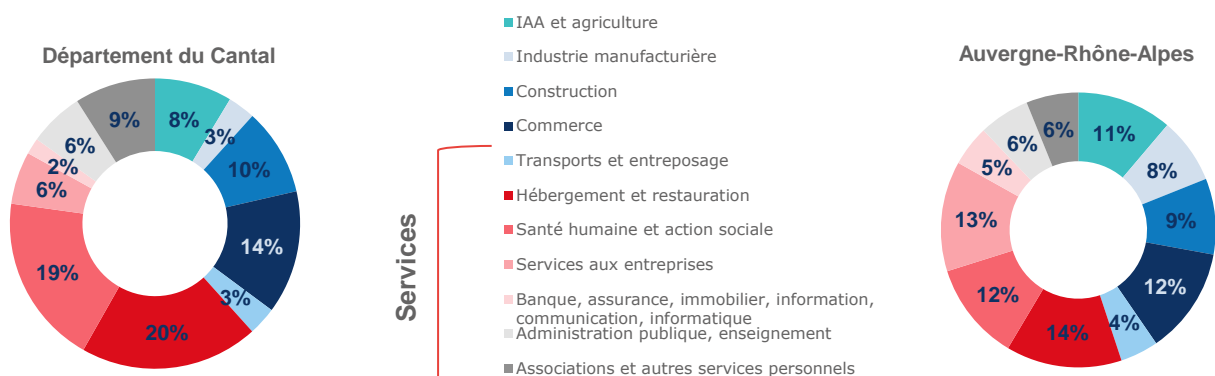 Département du Cantal
8%
3%
10%
14%
3%
20%
19%
6%
2%
6%
9%
Services
IAA et agriculture
Industrie manufacturière
Construction
Commerce
Transports et entreposage
Hébergement et restauration
Santé humaine et action sociale
Services aux entreprises
Banque, assurance, immobilier, information,
communication, informatique
Administration publique, enseignement
Associations et autres services personnels
Auvergne-Rhône-Alpes
11%
8%
9%
12%
4%
14%
12%
13%
5%
6%
6%